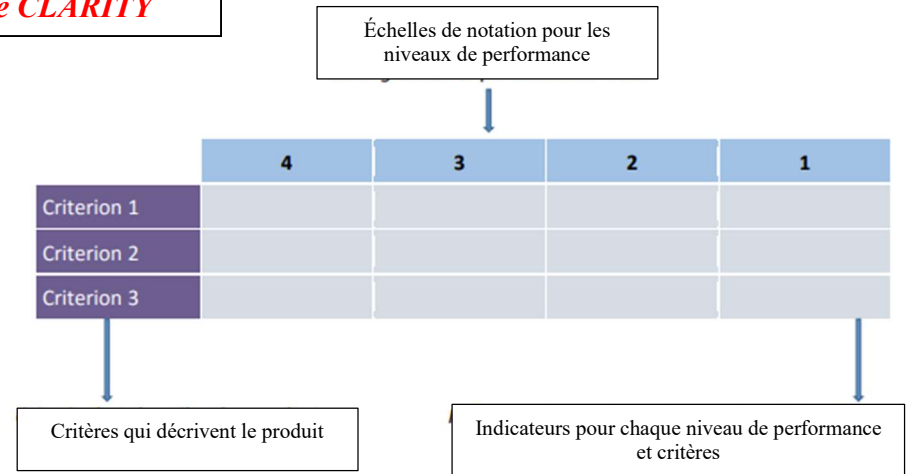 e CLARITY
Échelles de notation pour les
niveaux de performance
4 3 2 1
Criterion 1
Criterion 2
Criterion 3
Critères qui décrivent le produit
Indicateurs pour chaque niveau de performance
et critères